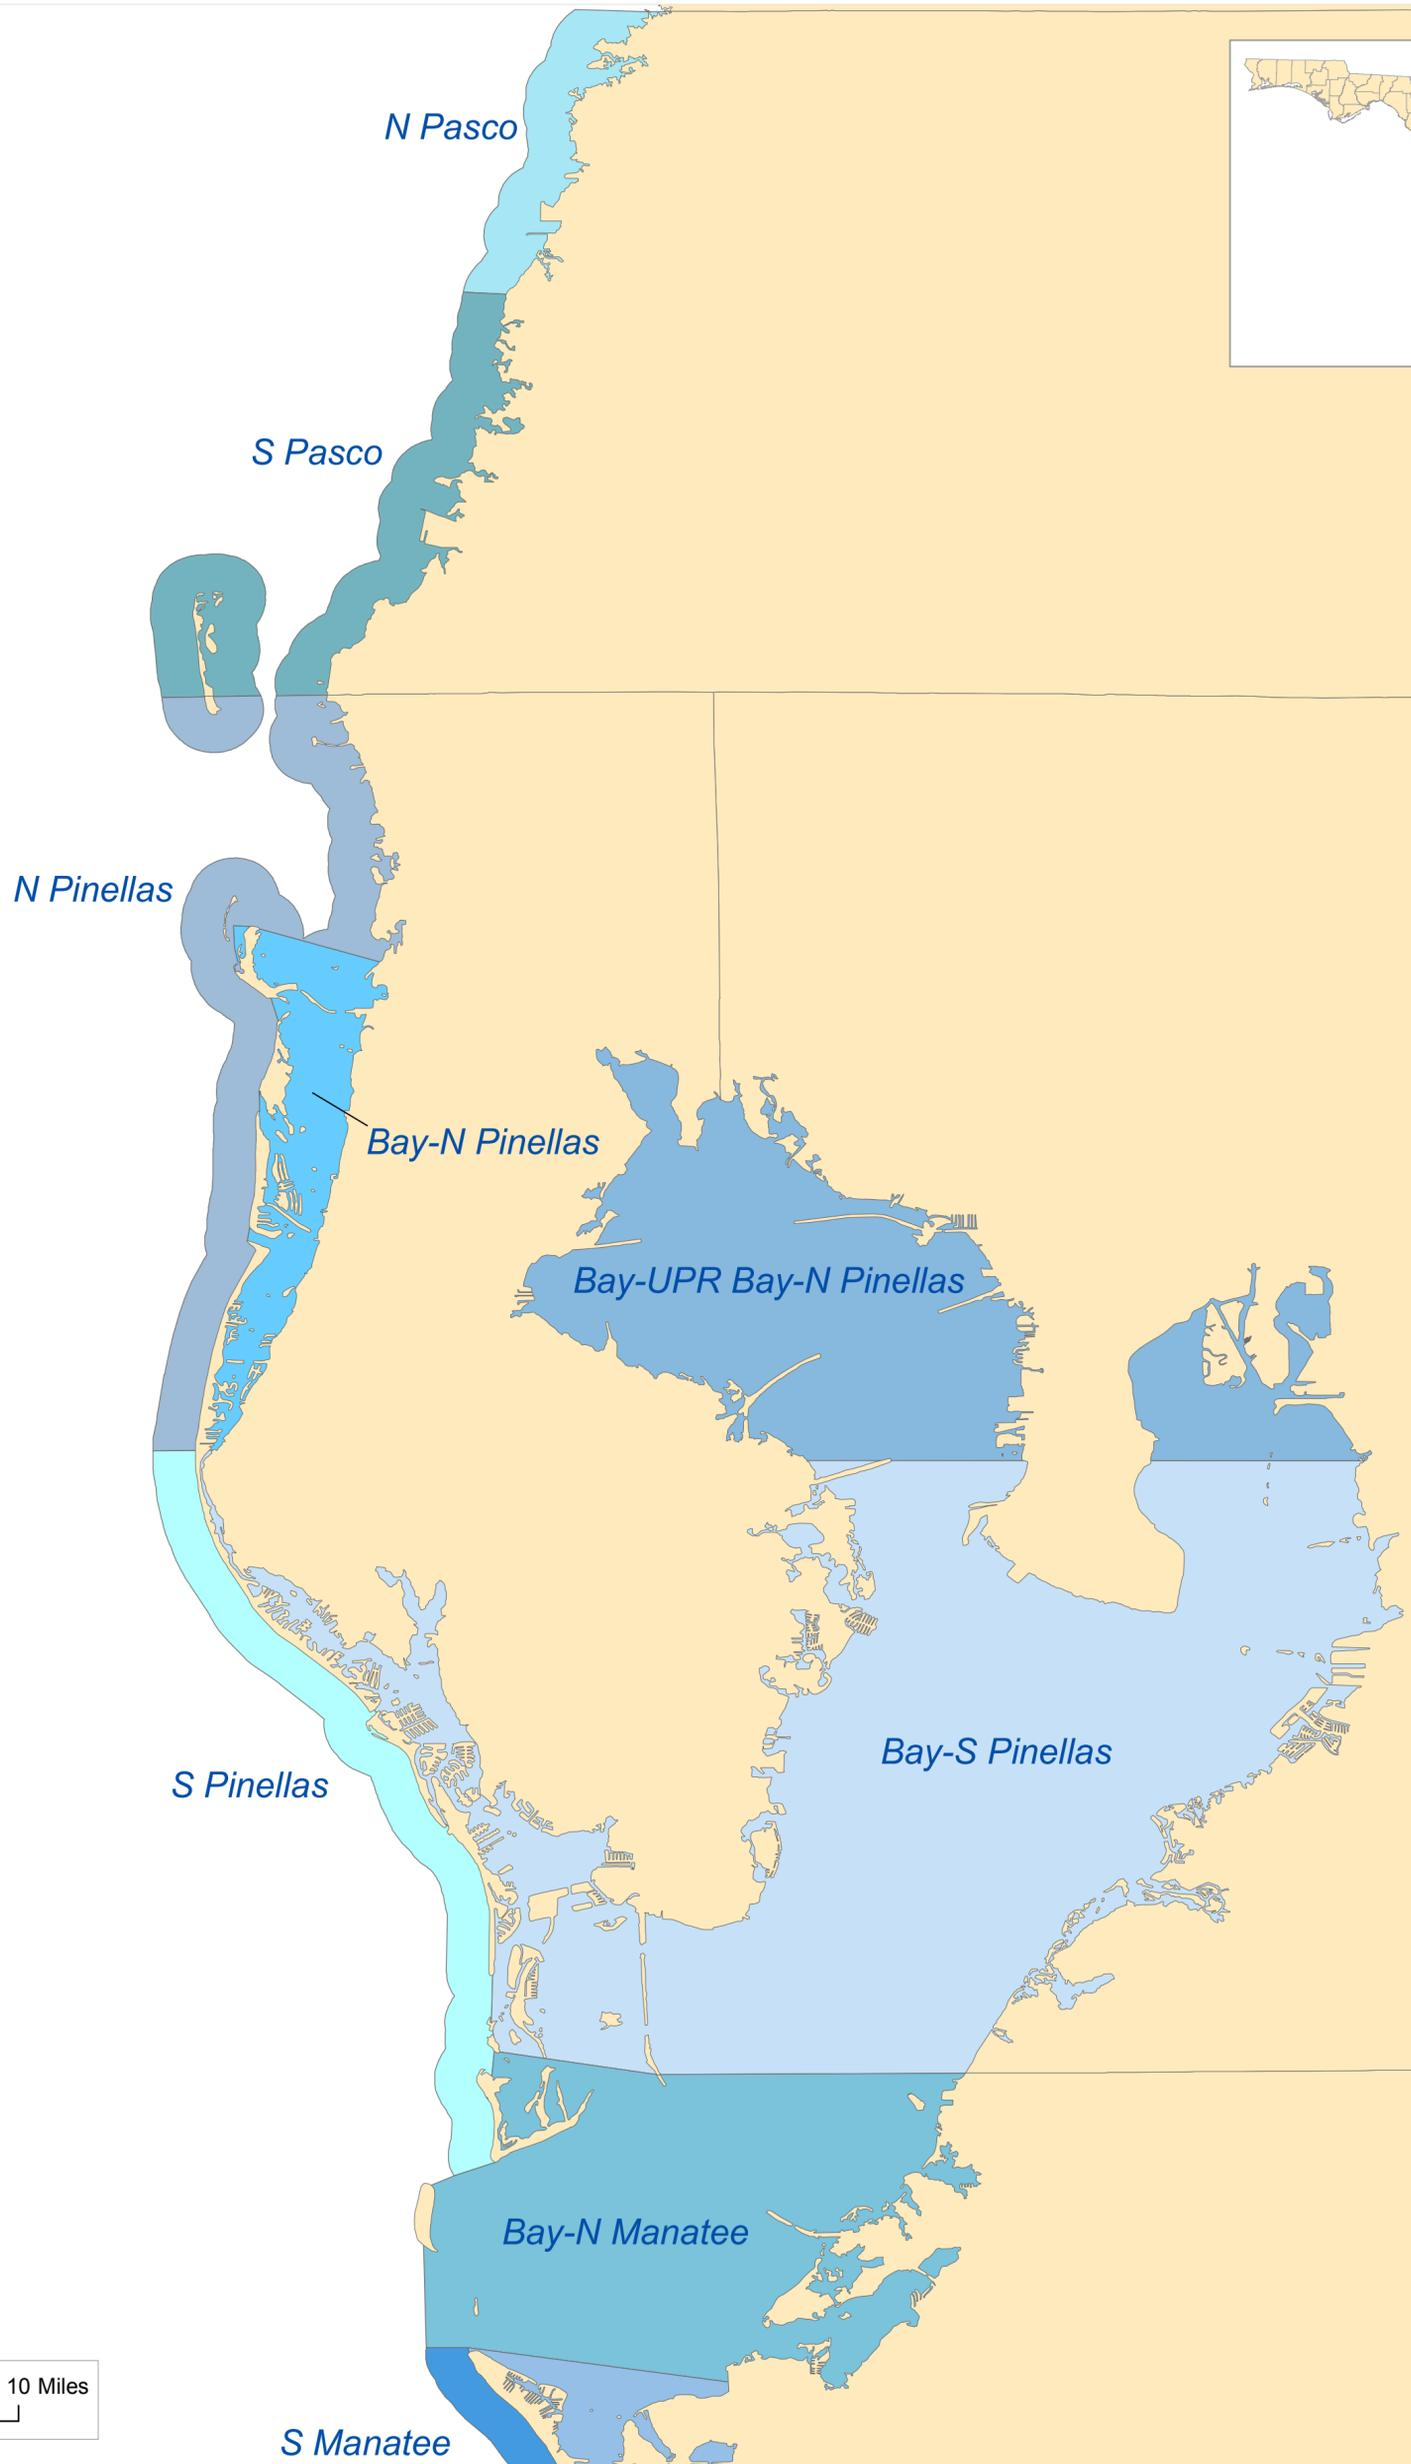 N Pasco
S Pasco
N Pinellas
Bay-N Pinellas
Bay-UPR Bay-N Pinellas
Bay-S Pinellas
S Pinellas
Bay-N Manatee
10 Miles
S Manatee